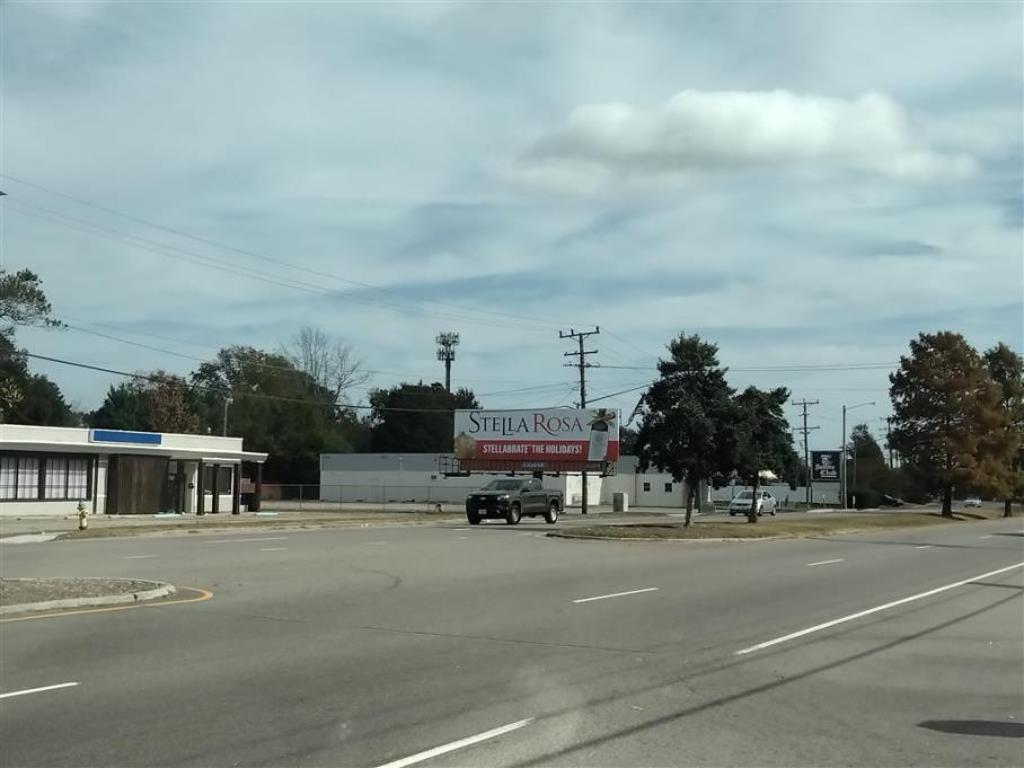 STELLA ROSA
STELLABRATE THE HOLIDAYS!
Club